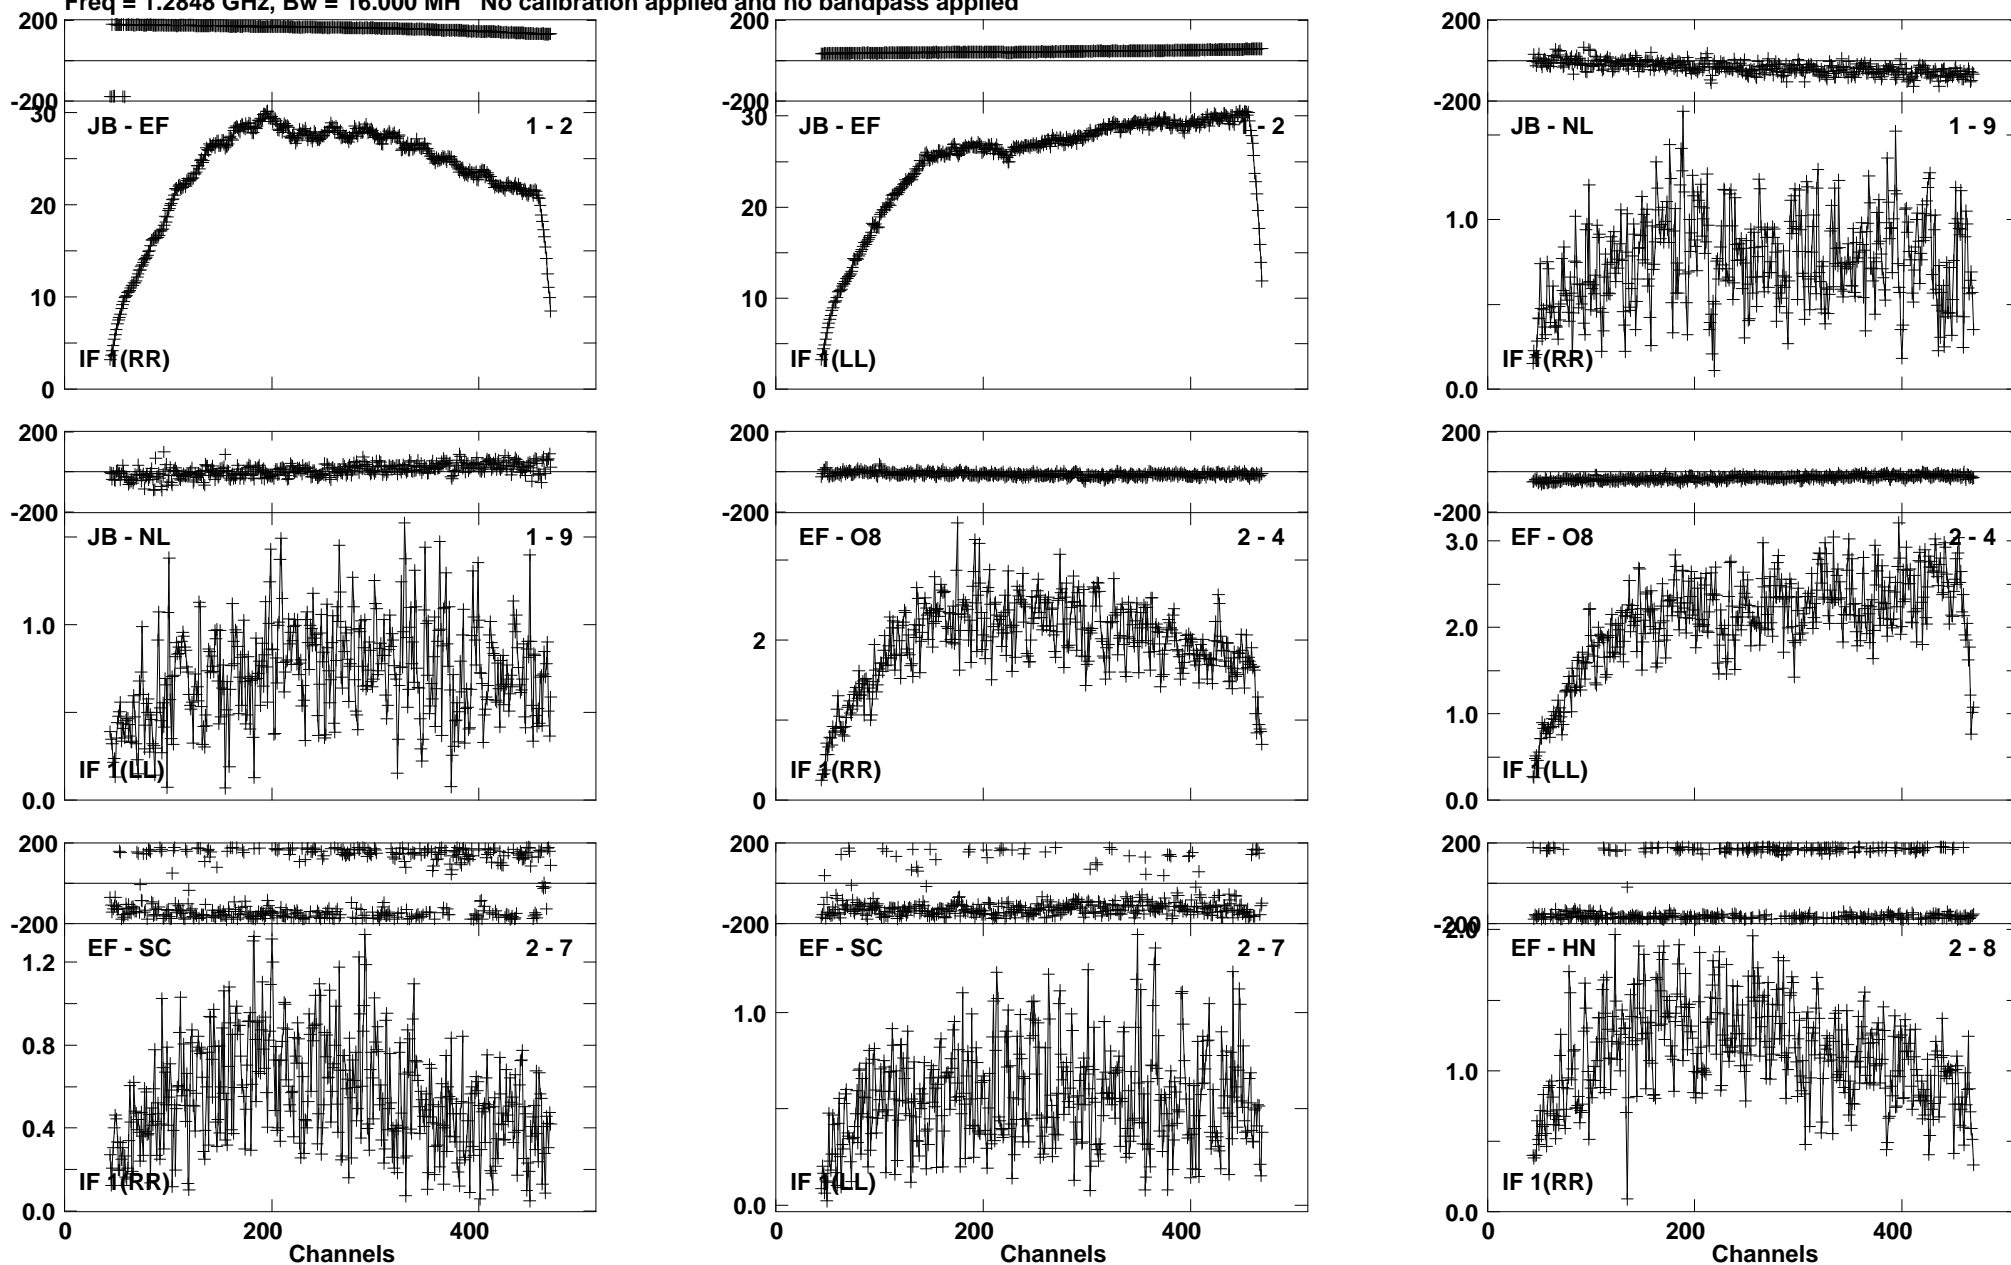 Freq = 1.2848 GHz, Bw = 16.000 MH No calibration applied and no bandpass applied
200 200 200
-200 -200 -200
30 JB - EF 1 - 2 30 JB - EF 1 - 2 JB - NL 1 - 9
20 20 1.0
10 10
IF 1(RR) IF 1(LL) IF 1(RR)
0 0 0.0
200 200 200
-200 -200 -200
JB - NL 1 - 9 EF - O8 2 - 4 3.0 EF - O8 2 - 4
1.0 2 2.0
1.0
IF 1(LL) IF 1(RR) IF 1(LL)
0.0 0 0.0
200 200 200
-200 -200 -200
1.2 EF - SC 2 - 7 EF - SC 2 - 7 2.0 EF - HN 2 - 8
0.8 1.0 1.0
0.4
IF 1(RR) IF 1(LL) IF 1(RR)
0.0 0.0 0.0
0 200 400 0 200 400 0 200 400
Channels Channels Channels